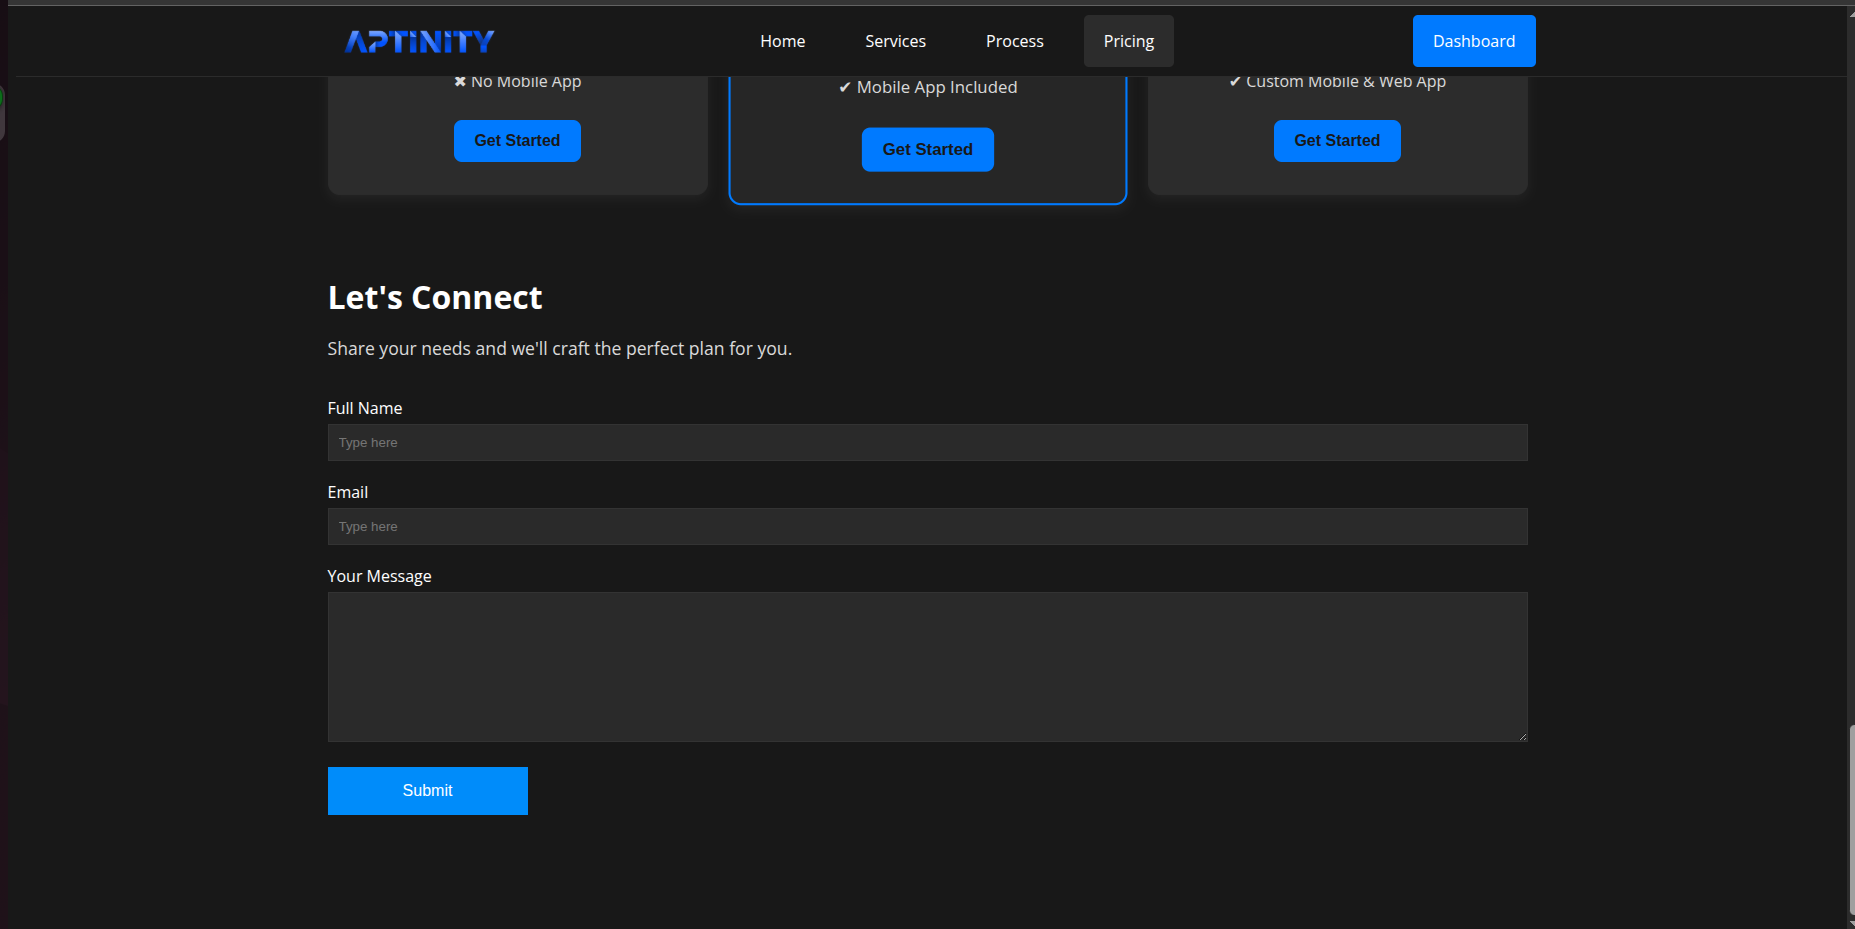 APTINITY
Home Services Process Pricing Dashboard
✖ No Mobile App
✔ Mobile App Included
✔ Custom Mobile & Web App
Get Started
Get Started
Get Started
Let's Connect
Share your needs and we'll craft the perfect plan for you.
Full Name
Type here
Email
Type here
Your Message
Submit